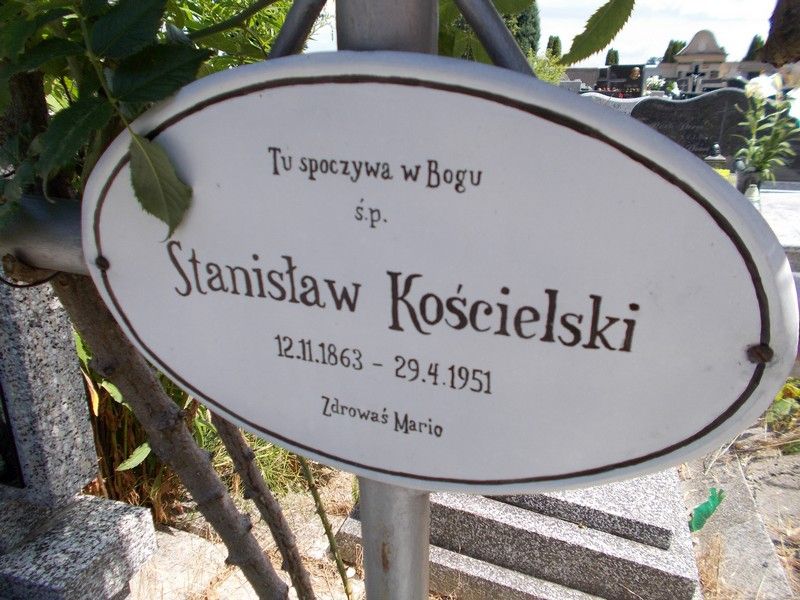 Tu spoczywa w Bogu
ś.p.
Stanisław Kościelski
12.11.1863 - 29.4.1951
Zdrowaś Mario